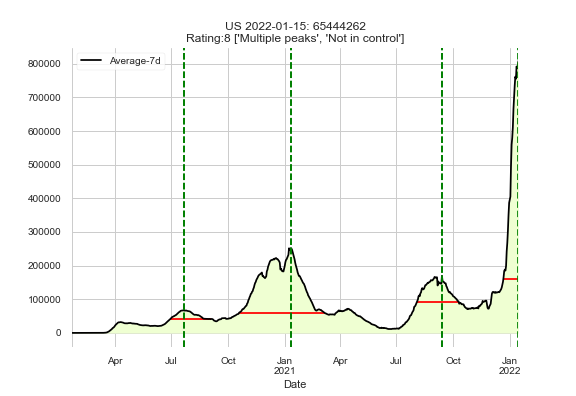 US 2022-01-15: 65444262
Rating:8 ['Multiple peaks', 'Not in control']
Average-7d
800000
700000
600000
500000
400000
300000
200000
100000
0
Apr Jul Oct Jan Apr Jul Oct Jan
2021 2022
Date